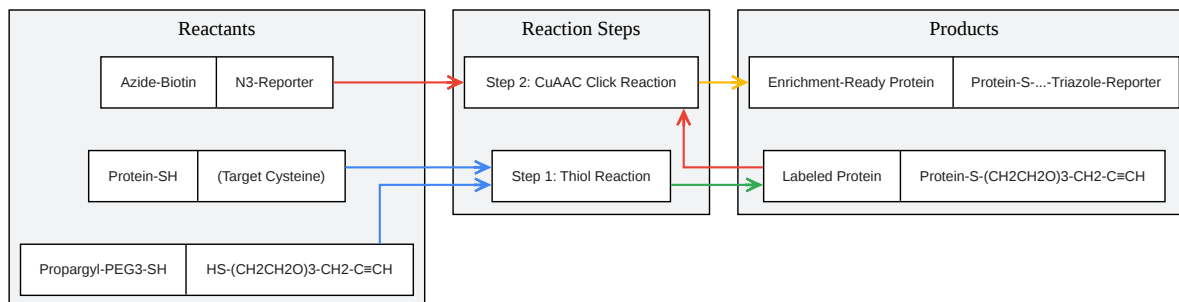 Reactants
Azide-Biotin
N3-Reporter
Protein-SH
(Target Cysteine)
Propargyl-PEG3-SH
HS-(CH2CH2O)3-CH2-C≡CH
Reaction Steps
Step 2: CuAAC Click Reaction
Step 1: Thiol Reaction
Products
Enrichment-Ready Protein
Protein-S-...-Triazole-Reporter
Labeled Protein
Protein-S-(CH2CH2O)3-CH2-C≡CH